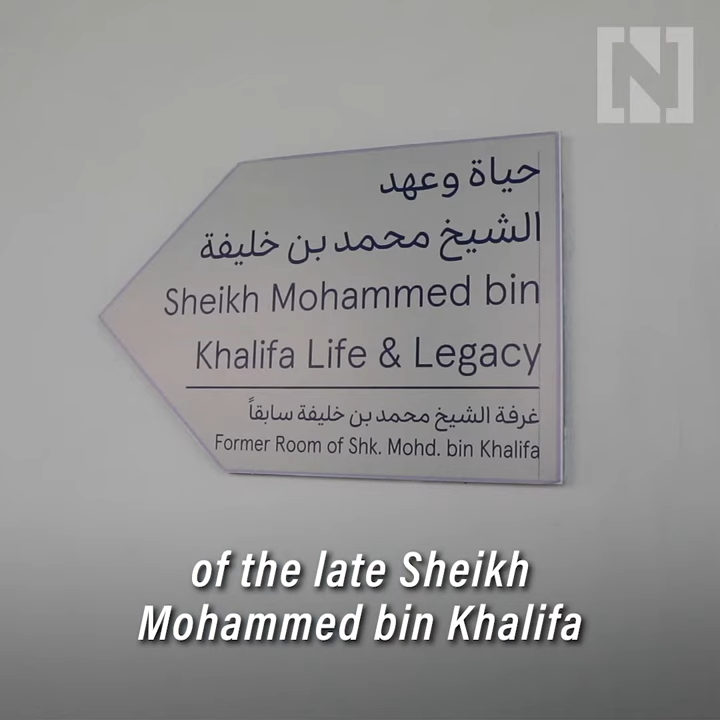 [N]
حياة وعهد
الشيخ محمد بن خليفة
Sheikh Mohammed bin
Khalifa Life & Legacy
غرفة الشيخ محمد بن خليفة سابقاً
Former Room of Shk. Mohd. bin Khalifa
of the late Sheikh
Mohammed bin Khalifa